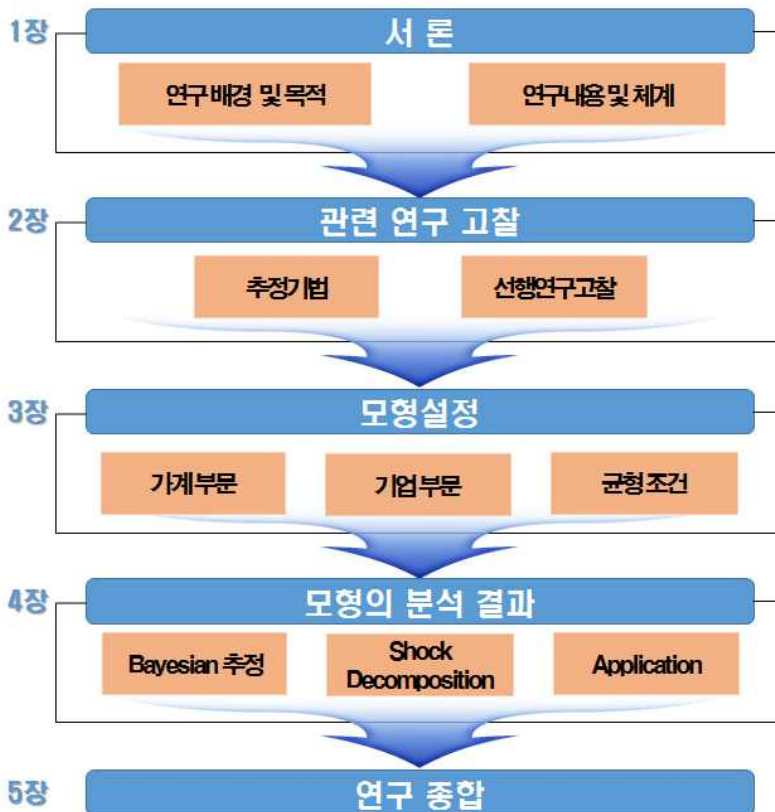 1장
서 론
연구 배경 및 목적
연구내용 및 체계
2장
관련 연구 고찰
추정기법
선행연구고찰
3장
모형설정
가계 부문
기업 부문
균형 조건
4장
모형의 분석 결과
Bayesian 추정
Shock
Decomposition
Application
5장
연구 종합